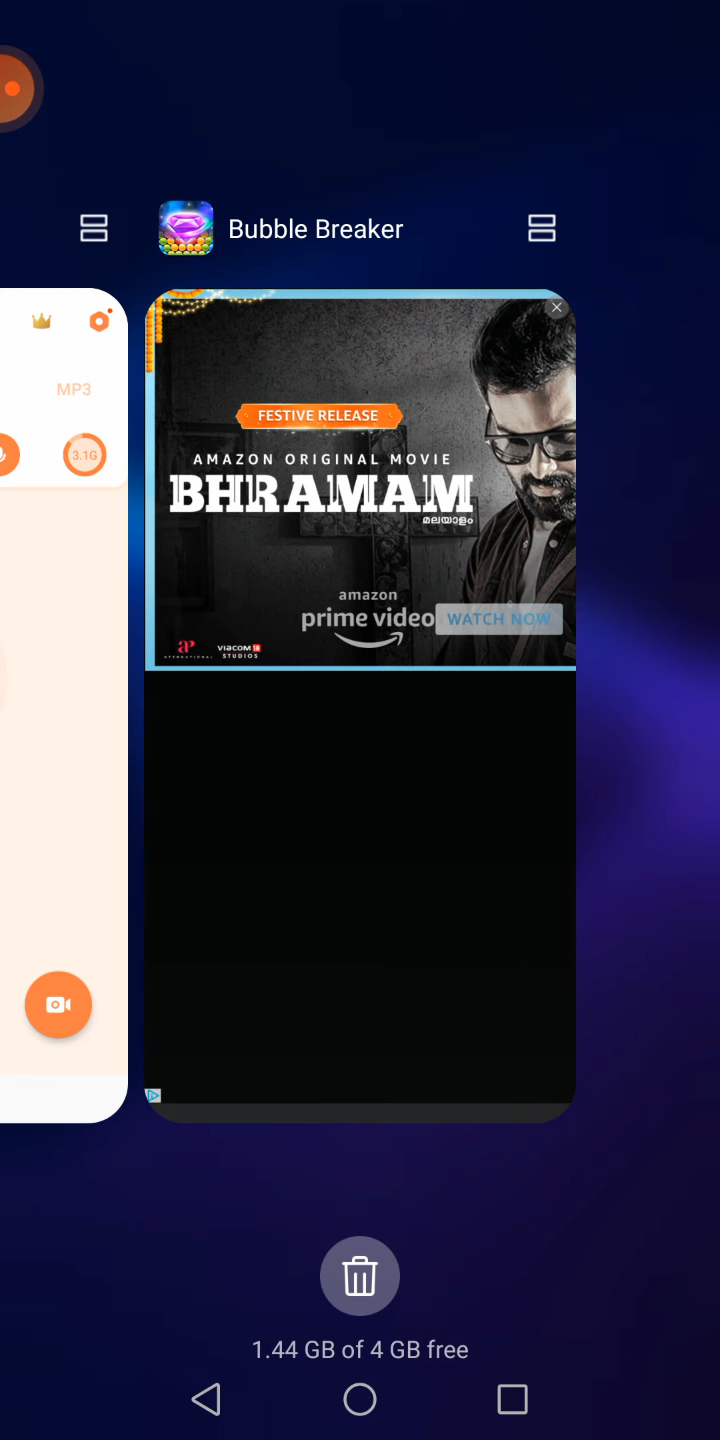 Bubble Breaker
MP3
3.1G
FESTIVE RELEASE
AMAZON ORIGINAL MOVIE
BHRAMAM
മലയാളം
amazon
prime video
WATCH NOW
VIACOM18
STUDIOS
1.44 GB of 4 GB free